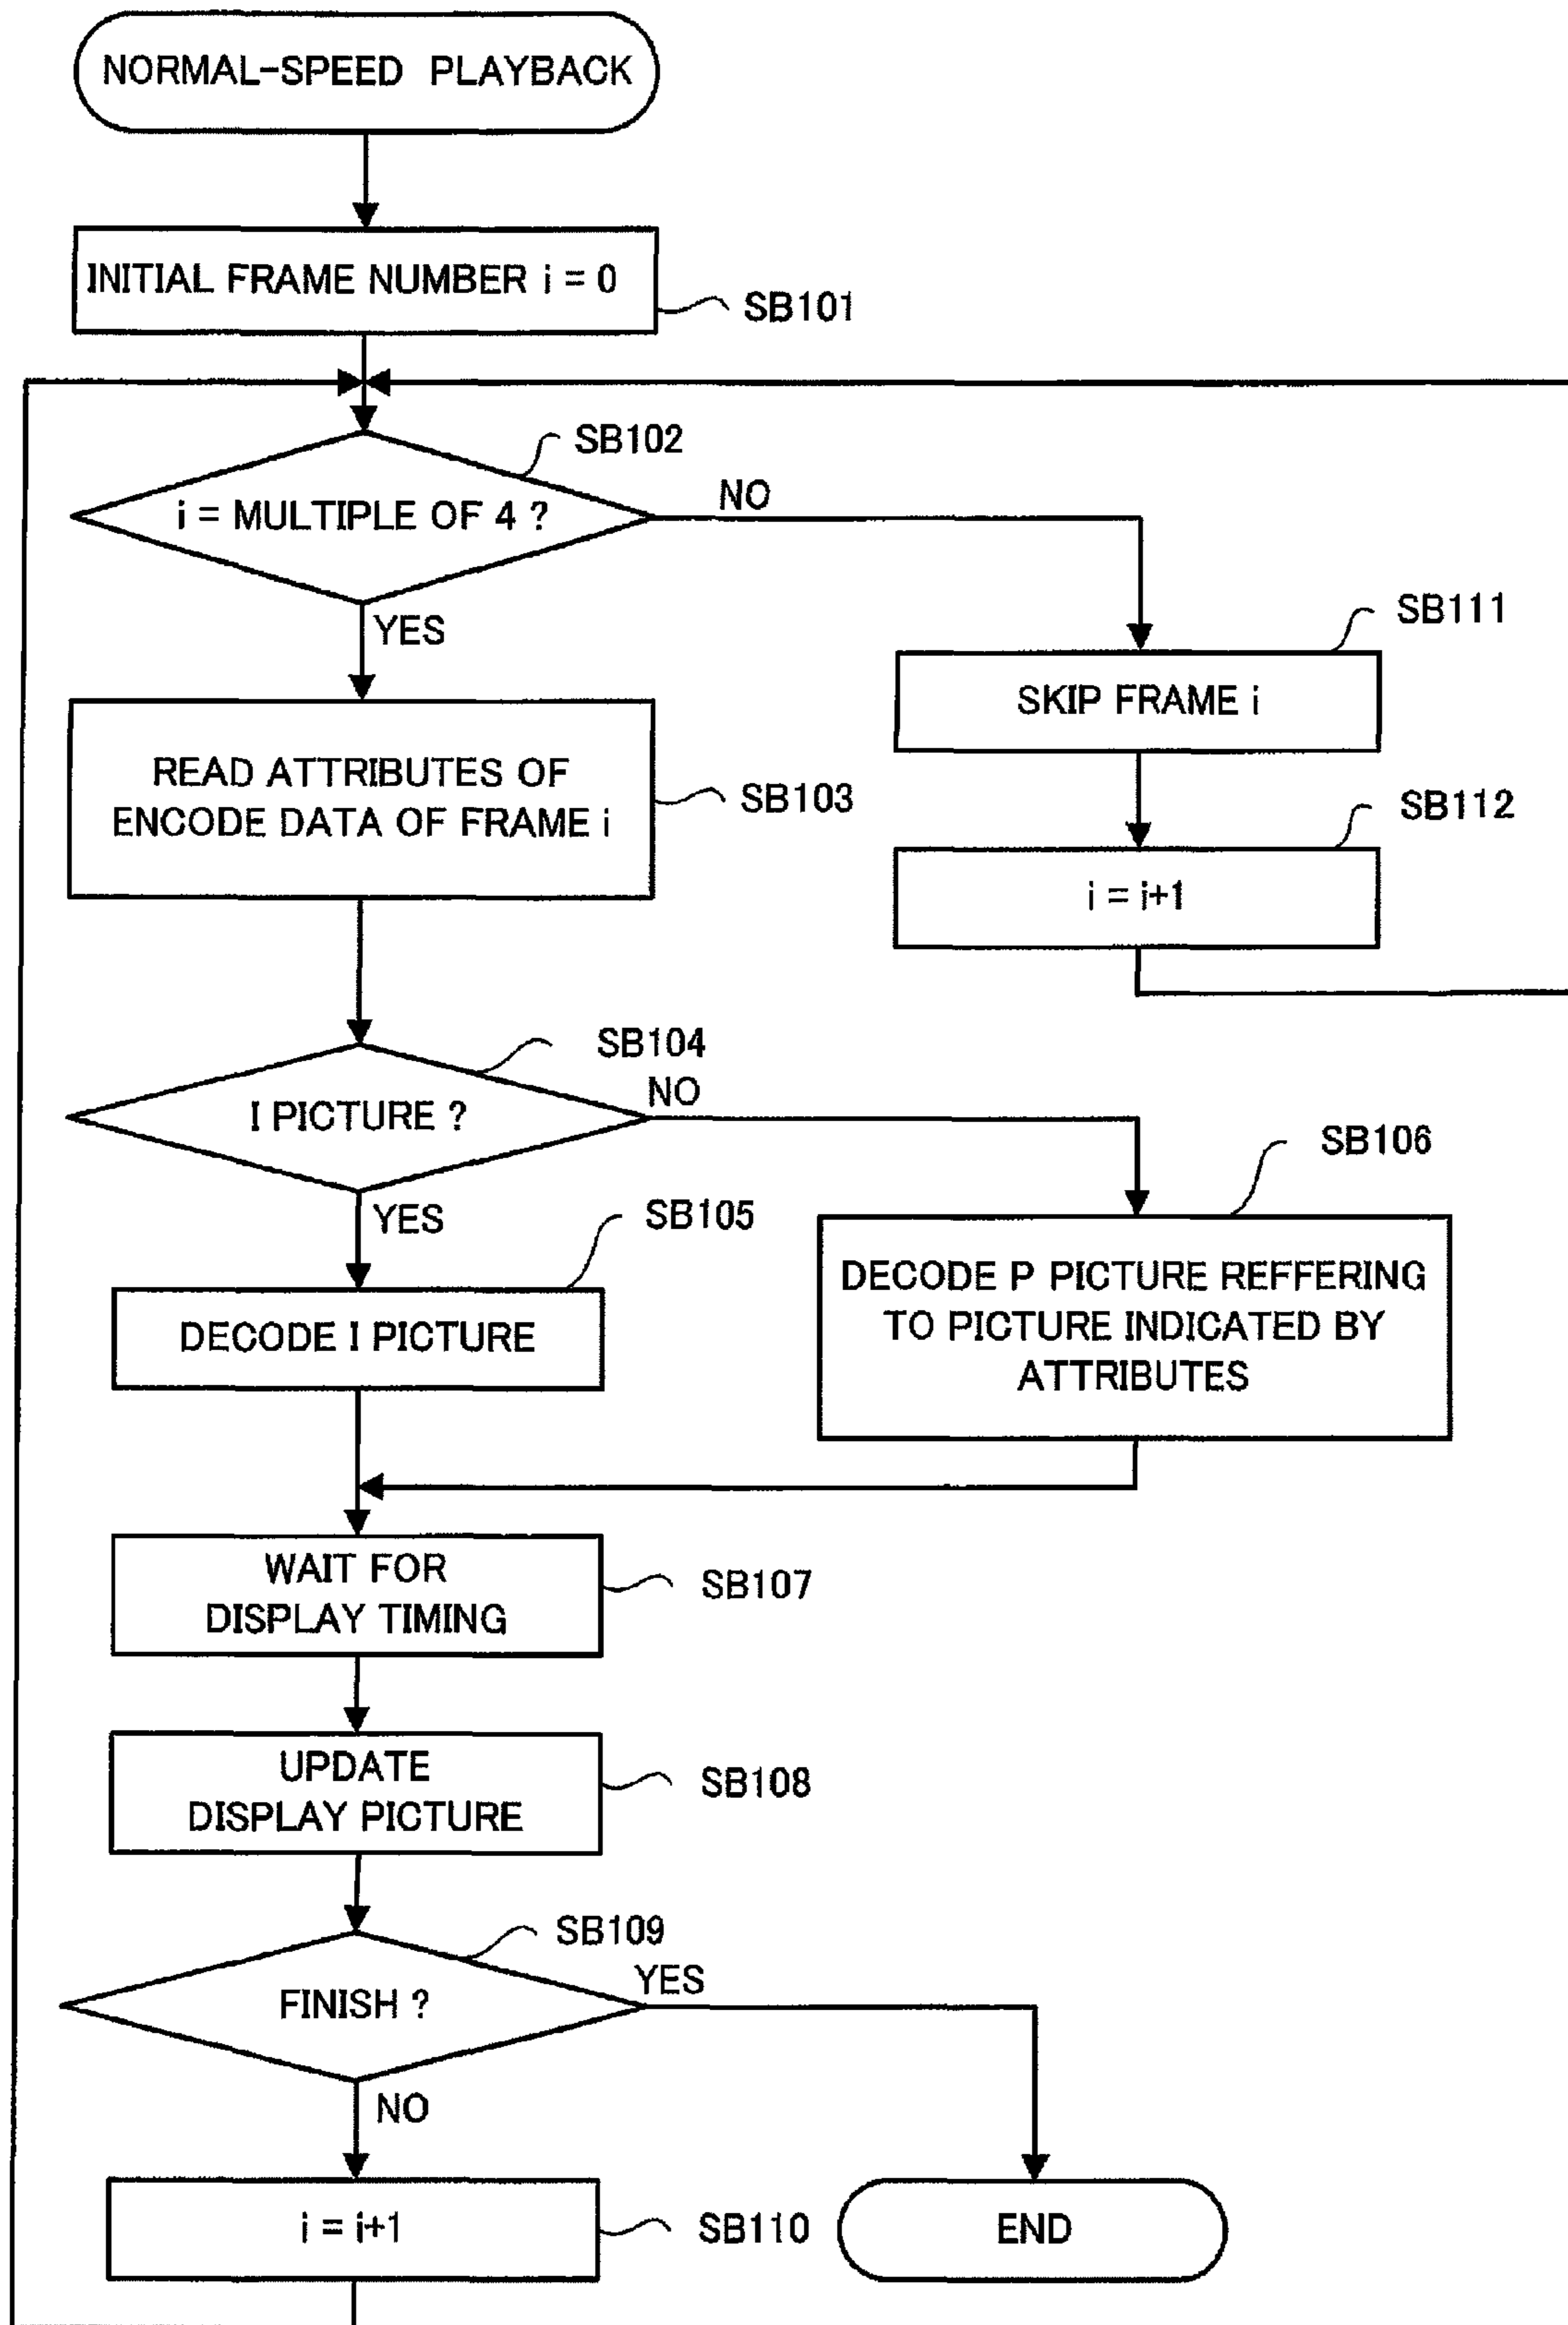 NORMAL-SPEED PLAYBACK
INITIAL FRAME NUMBER i = 0
SB101
SB102
i = MULTIPLE OF 4 ?
NO
YES
SB111
SKIP FRAME i
READ ATTRIBUTES OF
ENCODE DATA OF FRAME i
SB103
SB112
i = i+1
SB104
I PICTURE ?
NO
YES
SB106
SB105
DECODE P PICTURE REFFERING
TO PICTURE INDICATED BY
ATTRIBUTES
DECODE I PICTURE
WAIT FOR
DISPLAY TIMING
SB107
UPDATE
DISPLAY PICTURE
SB108
SB109
FINISH ?
YES
NO
i = i+1
SB110
END